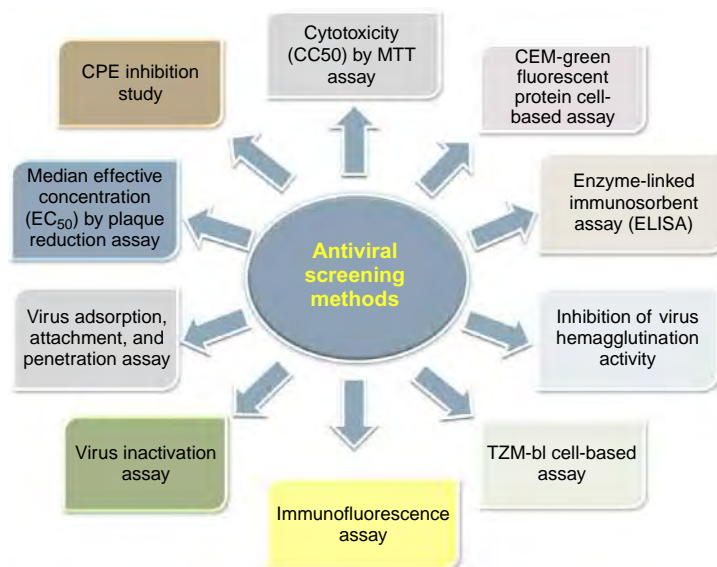 Cytotoxicity
(CC50) by MTT
assay
CPE inhibition
study
CEM-green
fluorescent
protein cell-
based assay
Median effective
concentration
(EC₅₀) by plaque
reduction assay
Enzyme-linked
immunosorbent
assay (ELISA)
Antiviral
screening
methods
Virus adsorption,
attachment, and
penetration assay
Inhibition of virus
hemagglutination
activity
Virus inactivation
assay
TZM-bl cell-based
assay
Immunofluorescence
assay